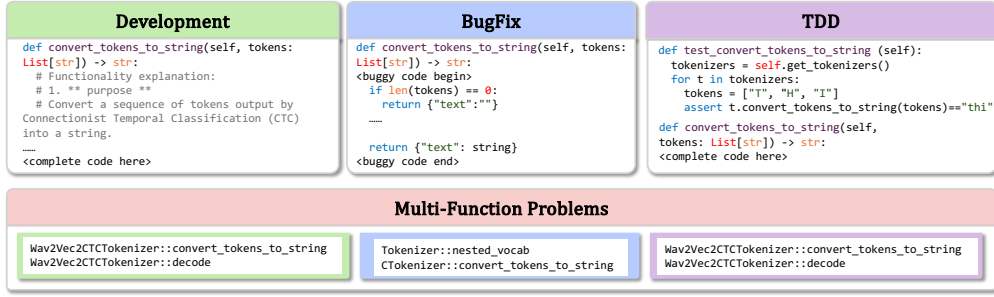 Development
def convert_tokens_to_string(self, tokens:
List[str]) -> str:
# Functionality explanation:
# 1. ** purpose **
# Convert a sequence of tokens output by
Connectionist Temporal Classification (CTC)
into a string.
……
<complete code here>
BugFix
def convert_tokens_to_string(self, tokens:
List[str]) -> str:
<buggy code begin>
if len(tokens) == 0:
return {"text":""}
……
return {"text": string}
<buggy code end>
TDD
def test_convert_tokens_to_string (self):
tokenizers = self.get_tokenizers()
for t in tokenizers:
tokens = ["T", "H", "I"]
assert t.convert_tokens_to_string(tokens)=="thi"
def convert_tokens_to_string(self,
tokens: List[str]) -> str:
<complete code here>
Multi-Function Problems
Wav2Vec2CTCTokenizer::convert_tokens_to_string
Wav2Vec2CTCTokenizer::decode
Tokenizer::nested_vocab
CTokenizer::convert_tokens_to_string
Wav2Vec2CTCTokenizer::convert_tokens_to_string
Wav2Vec2CTCTokenizer::decode